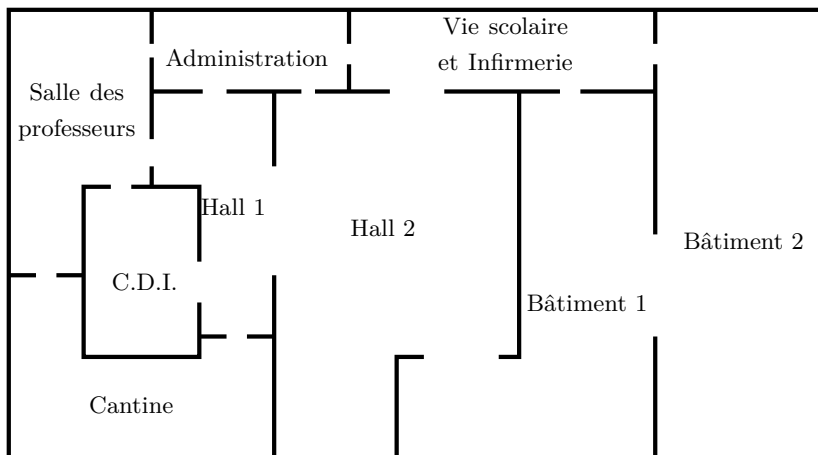 Vie scolaire
et Infirmerie
Administration
Salle des
professeurs
Hall 1
Hall 2
Bâtiment 2
C.D.I.
Bâtiment 1
Cantine